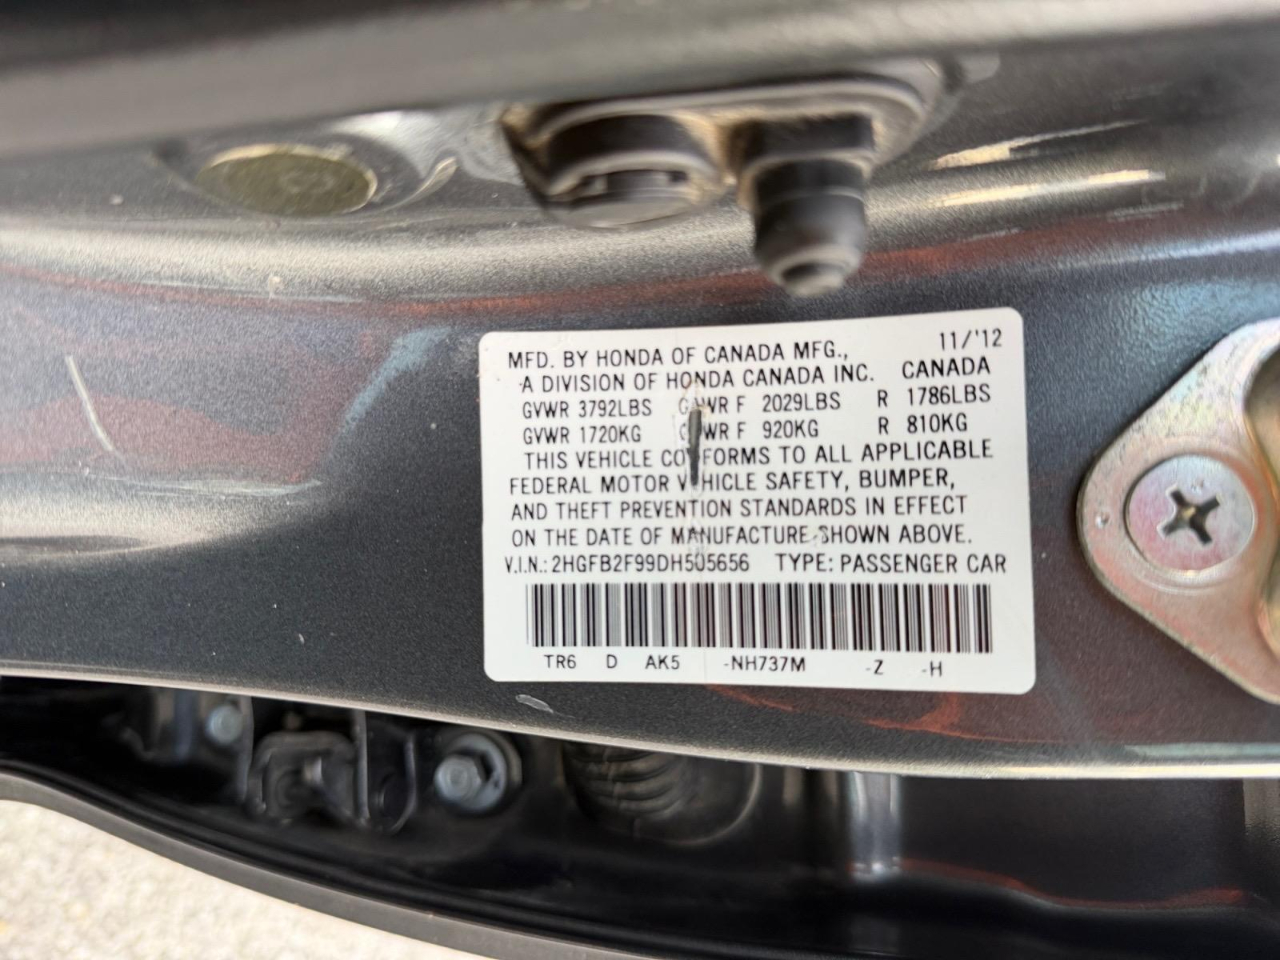 11/'12
MFD. BY HONDA OF CANADA MFG.,
A DIVISION OF HONDA CANADA INC. CANADA
GVWR 3792LBS GAWR F 2029LBS R 1786LBS
GVWR 1720KG GAWR F 920KG R 810KG
THIS VEHICLE CONFORMS TO ALL APPLICABLE
FEDERAL MOTOR VEHICLE SAFETY, BUMPER,
AND THEFT PREVENTION STANDARDS IN EFFECT
ON THE DATE OF MANUFACTURE SHOWN ABOVE.
V.I.N.: 2HGFB2F99DH505656 TYPE: PASSENGER CAR
TR6 D AK5 -NH737M -Z -H